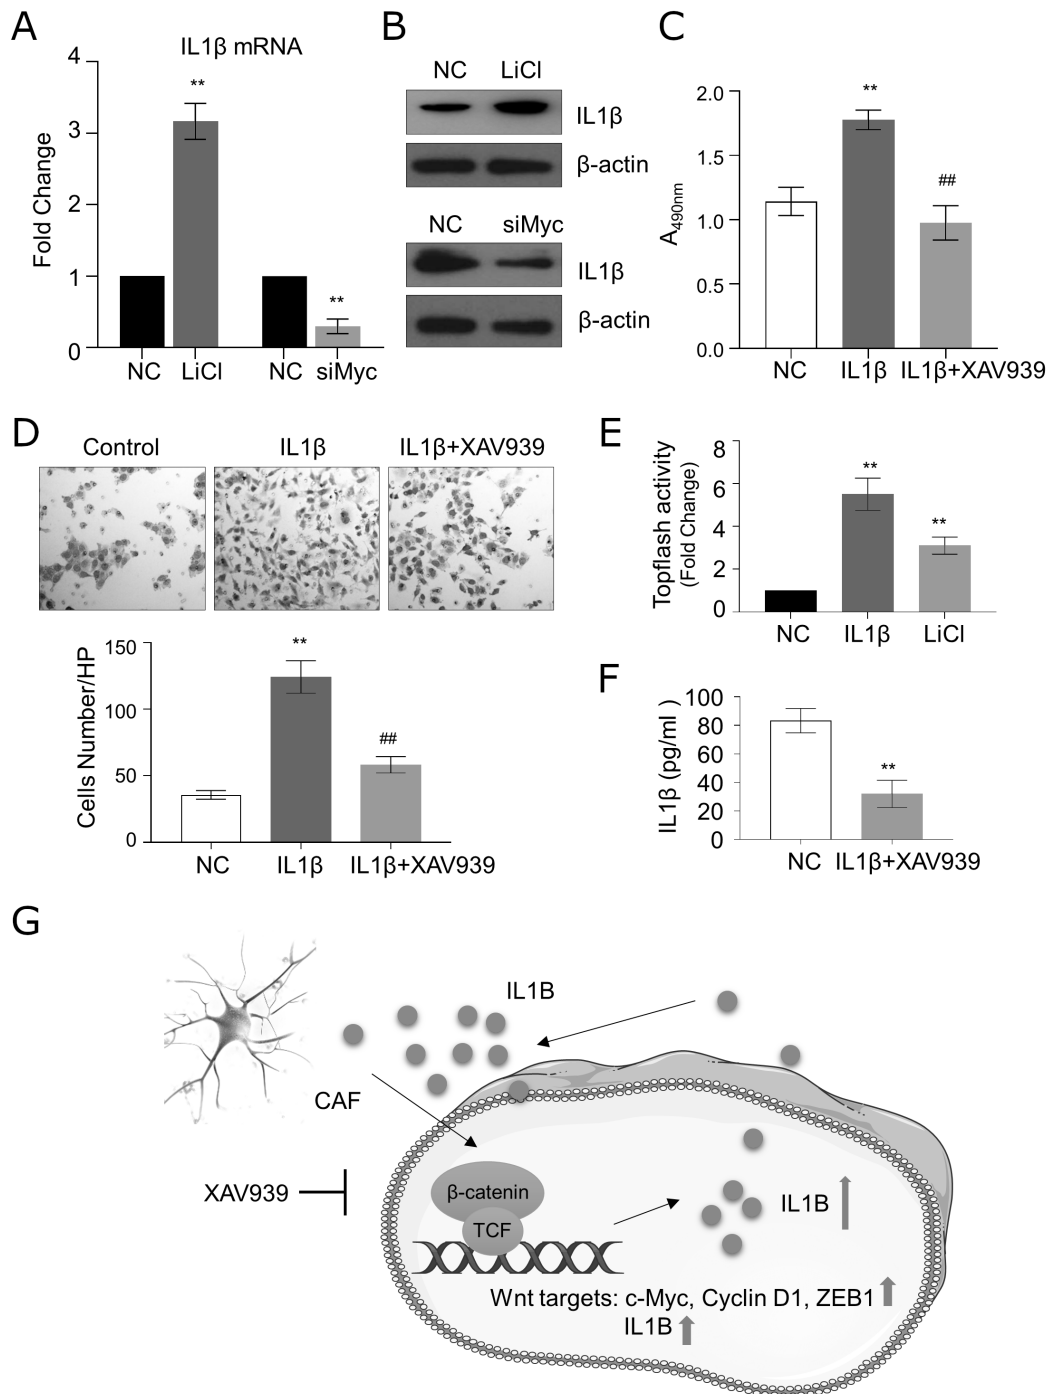 A
IL1β mRNA
Fold Change
4
3
2
1
0
**
**
NC LiCl NC siMyc
B
NC LiCl
IL1β
β-actin
NC siMyc
IL1β
β-actin
C
A490nm
2.0
1.5
1.0
0.5
0.0
**
##
NC IL1β IL1β+XAV939
D
Control IL1β IL1β+XAV939
Cells Number/HP
150
100
50
0
**
##
NC IL1β IL1β+XAV939
E
Topflash activity
(Fold Change)
8
6
4
2
0
**
**
NC IL1β LiCl
F
IL1β (pg/ml )
100
80
60
40
20
0
**
NC IL1β+XAV939
G
IL1B
CAF
XAV939
β-catenin
TCF
IL1B
Wnt targets: c-Myc, Cyclin D1, ZEB1
IL1B